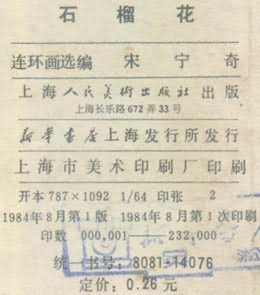 石榴花
连环画选编 宋宁奇
上海人民美术出版社出版
上海长乐路672弄33号
新华书店上海发行所发行
上海市美术印刷厂印刷
开本787×1092 1/64 印张 2
1984年8月第1版 1984年8月第1次印刷
印数 000,001——232,000
统一书号:8081·14076
定价: 0.26元